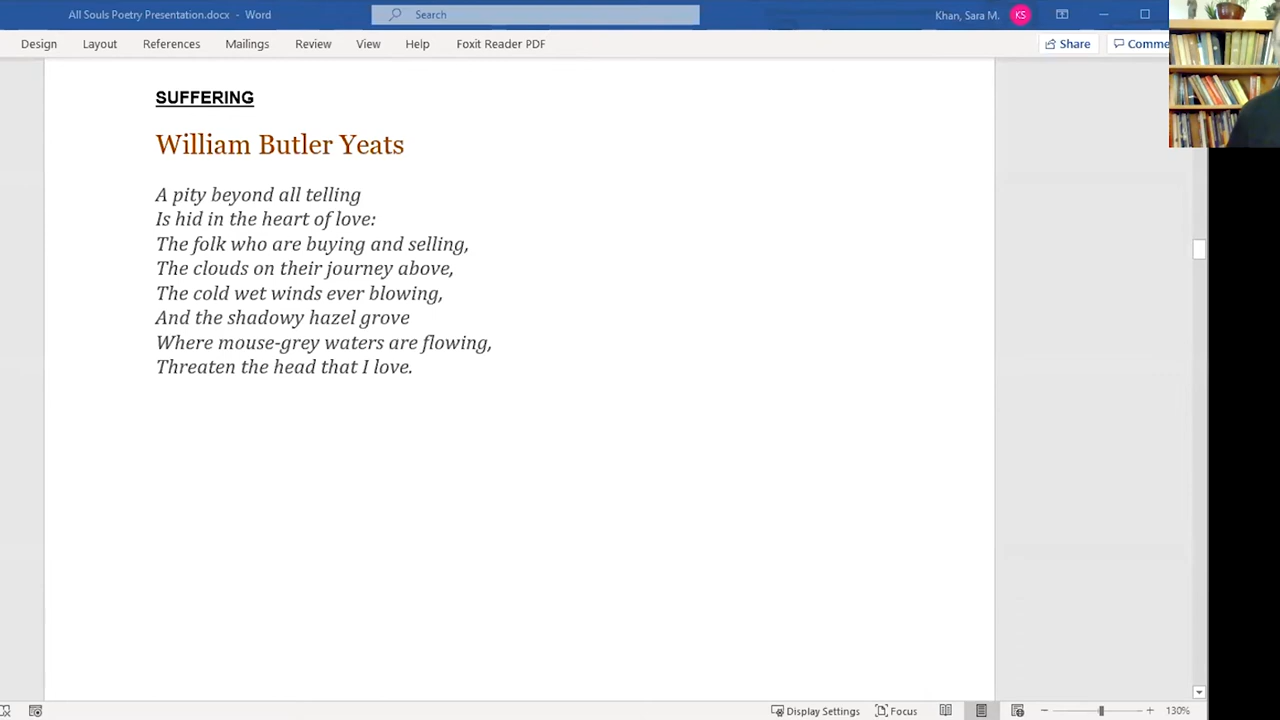 All Souls Poetry Presentation.docx - Word
Search
Khan, Sara M.
KS
Design
Layout
References
Mailings
Review
View
Help
Foxit Reader PDF
Share
Comme
SUFFERING
William Butler Yeats
A pity beyond all telling
Is hid in the heart of love:
The folk who are buying and selling,
The clouds on their journey above,
The cold wet winds ever blowing,
And the shadowy hazel grove
Where mouse-grey waters are flowing,
Threaten the head that I love.
Display Settings
Focus
130%